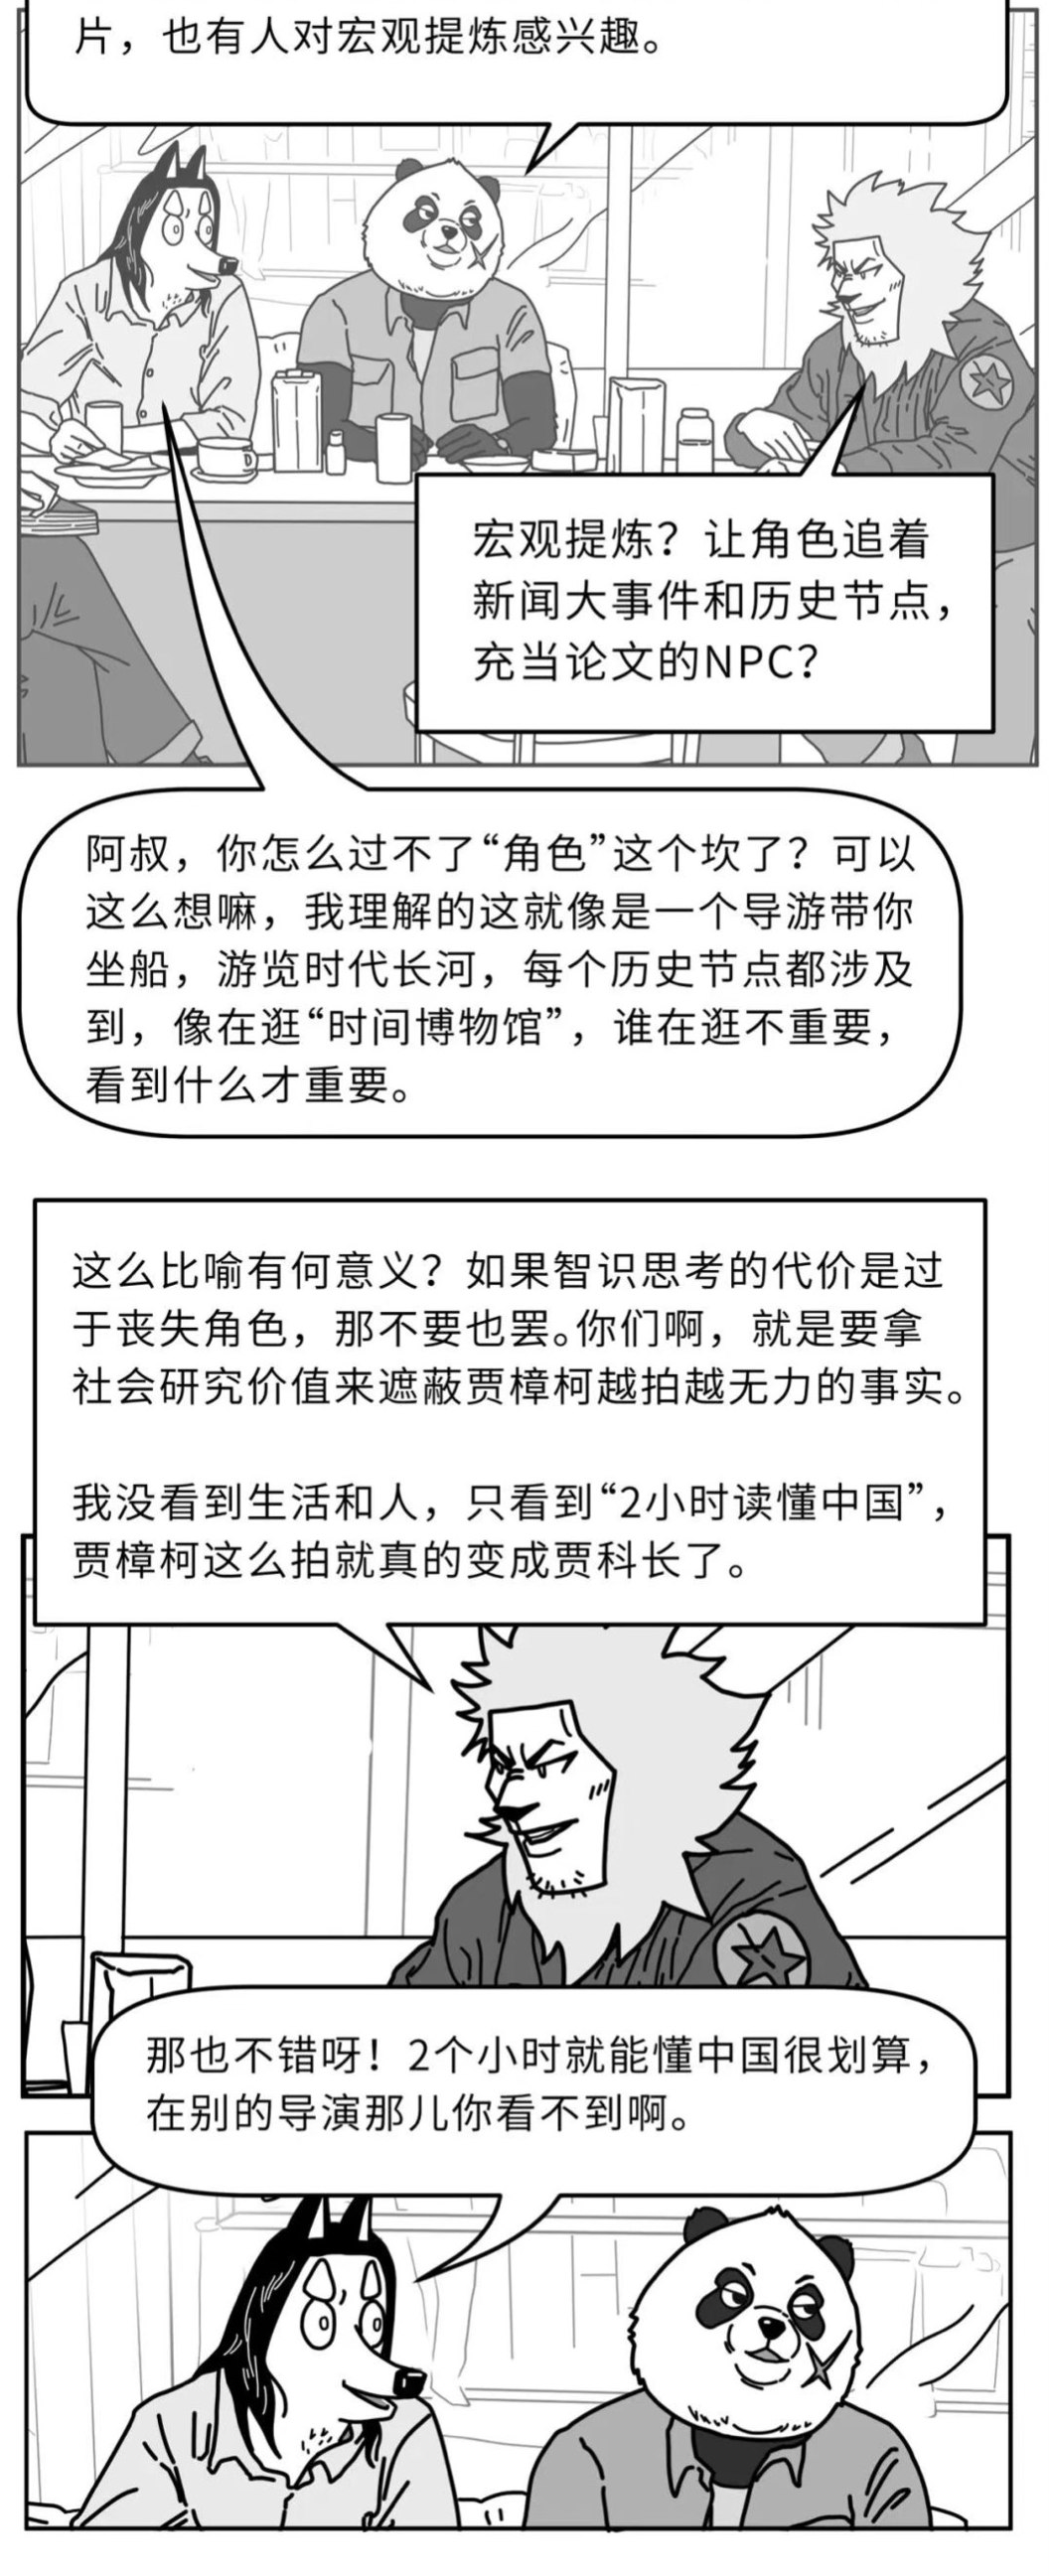 片，也有人对宏观提炼感兴趣。
宏观提炼？让角色追着
新闻大事件和历史节点，
充当论文的NPC？
阿叔，你怎么过不了“角色”这个坎了？可以
这么想嘛，我理解的这就像是一个导游带你
坐船，游览时代长河，每个历史节点都涉及
到，像在逛“时间博物馆”，谁在逛不重要，
看到什么才重要。
这么比喻有何意义？如果智识思考的代价是过
于丧失角色，那不要也罢。你们啊，就是要拿
社会研究价值来遮蔽贾樟柯越拍越无力的事实。
我没看到生活和人，只看到“2小时读懂中国”，
贾樟柯这么拍就真的变成贾科长了。
那也不错呀！2个小时就能懂中国很划算，
在别的导演那儿你看不到啊。